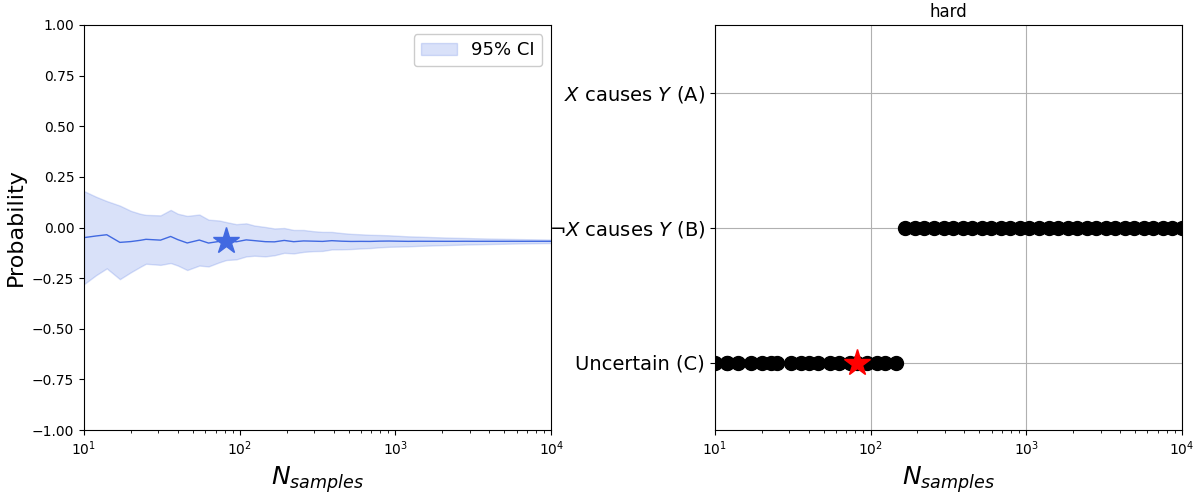 hard
1.00
0.75
0.50
0.25
0.00
−0.25
−0.50
−0.75
−1.00
Probability
95% CI
10¹
10²
10³
10⁴
N_samples
X causes Y (A)
¬X causes Y (B)
Uncertain (C)
10¹
10²
10³
10⁴
N_samples